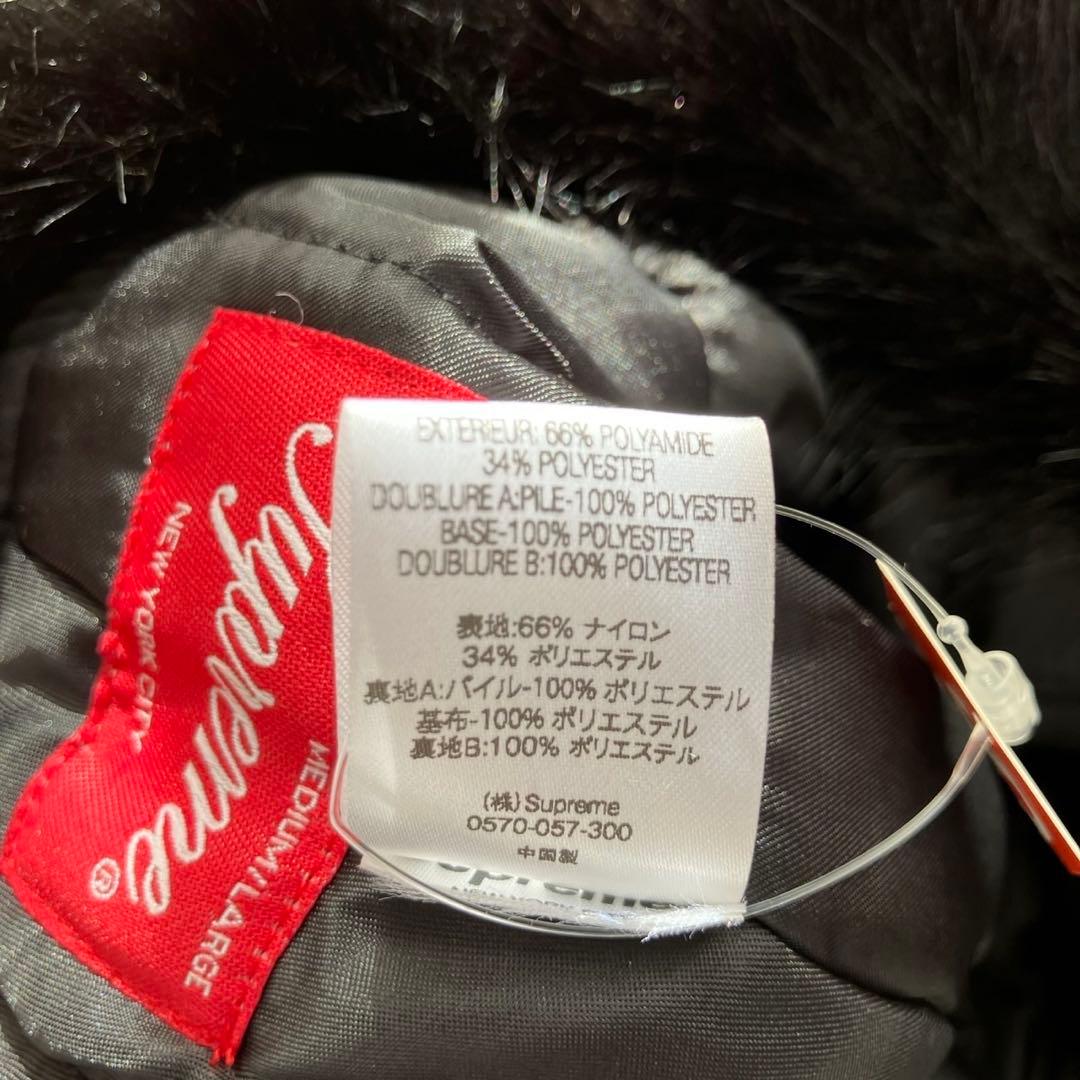 Supreme®
NEW YORK CITY
MEDIUM/LARGE
EXTERIEUR: 66% POLYAMIDE
34% POLYESTER
DOUBLURE A:PILE-100% POLYESTER
BASE-100% POLYESTER
DOUBLURE B:100% POLYESTER
表地:66% ナイロン
34% ポリエステル
裏地A:パイル-100% ポリエステル
基布-100% ポリエステル
裏地B:100% ポリエステル
(株) Supreme
0570-057-300
中国製